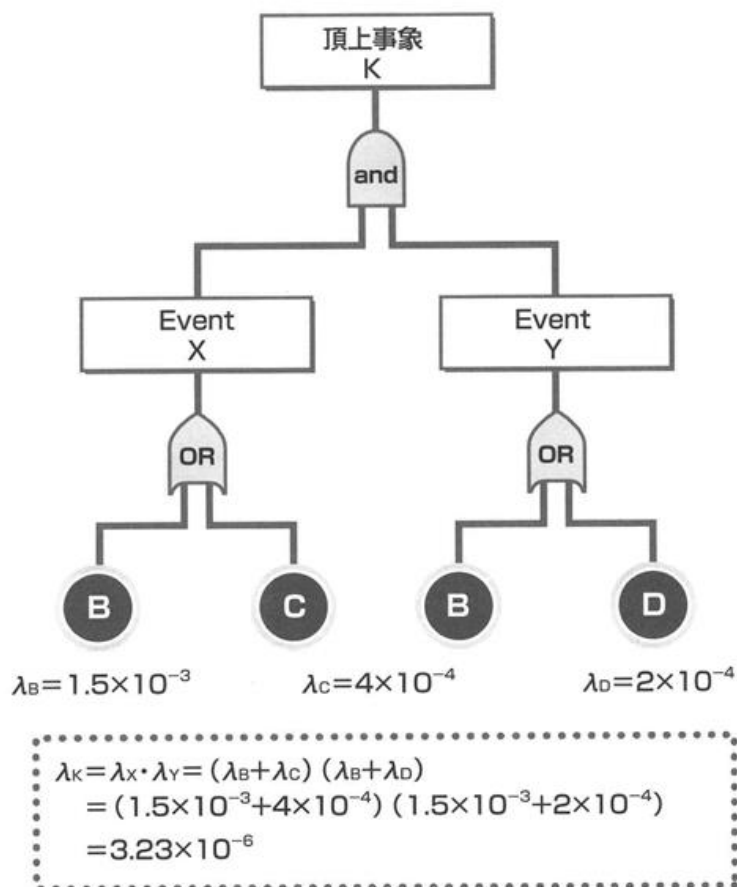 頂上事象
K
and
Event
X
Event
Y
OR
OR
B
C
B
D
λB=1.5×10⁻³
λC=4×10⁻⁴
λD=2×10⁻⁴
λK=λX・λY=(λB+λC)(λB+λD)
=(1.5×10⁻³+4×10⁻⁴)(1.5×10⁻³+2×10⁻⁴)
=3.23×10⁻⁶